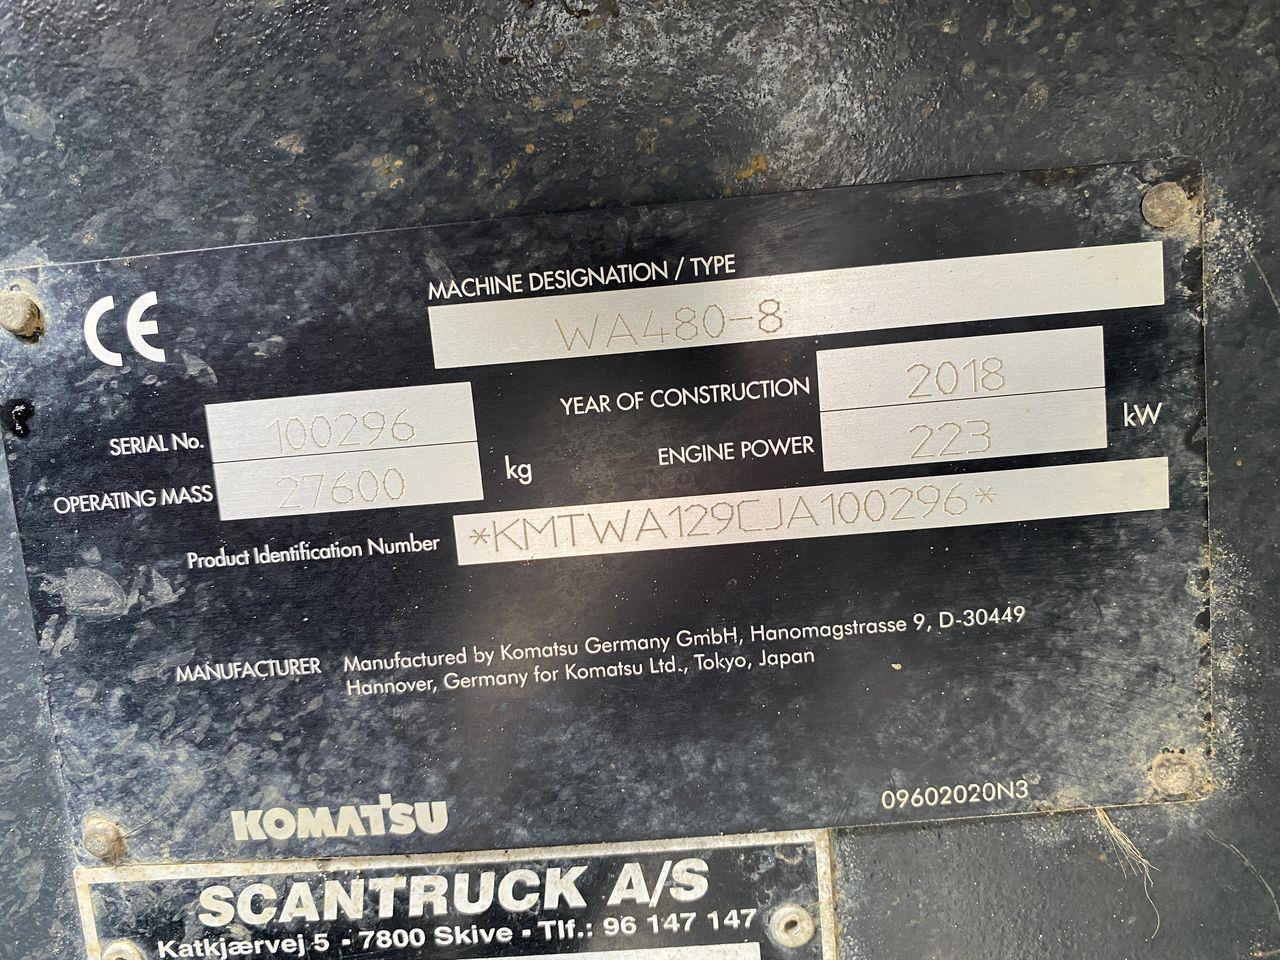 CE
MACHINE DESIGNATION / TYPE
WA480-8
SERIAL No. 100296
YEAR OF CONSTRUCTION 2018
OPERATING MASS 27600 kg
ENGINE POWER 223 kW
Product Identification Number *KMTWA129CJA100296*
MANUFACTURER Manufactured by Komatsu Germany GmbH, Hanomagstrasse 9, D-30449
Hannover, Germany for Komatsu Ltd., Tokyo, Japan
KOMATSU
09602020N3
SCANTRUCK A/S
Katkjærvej 5 - 7800 Skive - Tlf.: 96 147 147